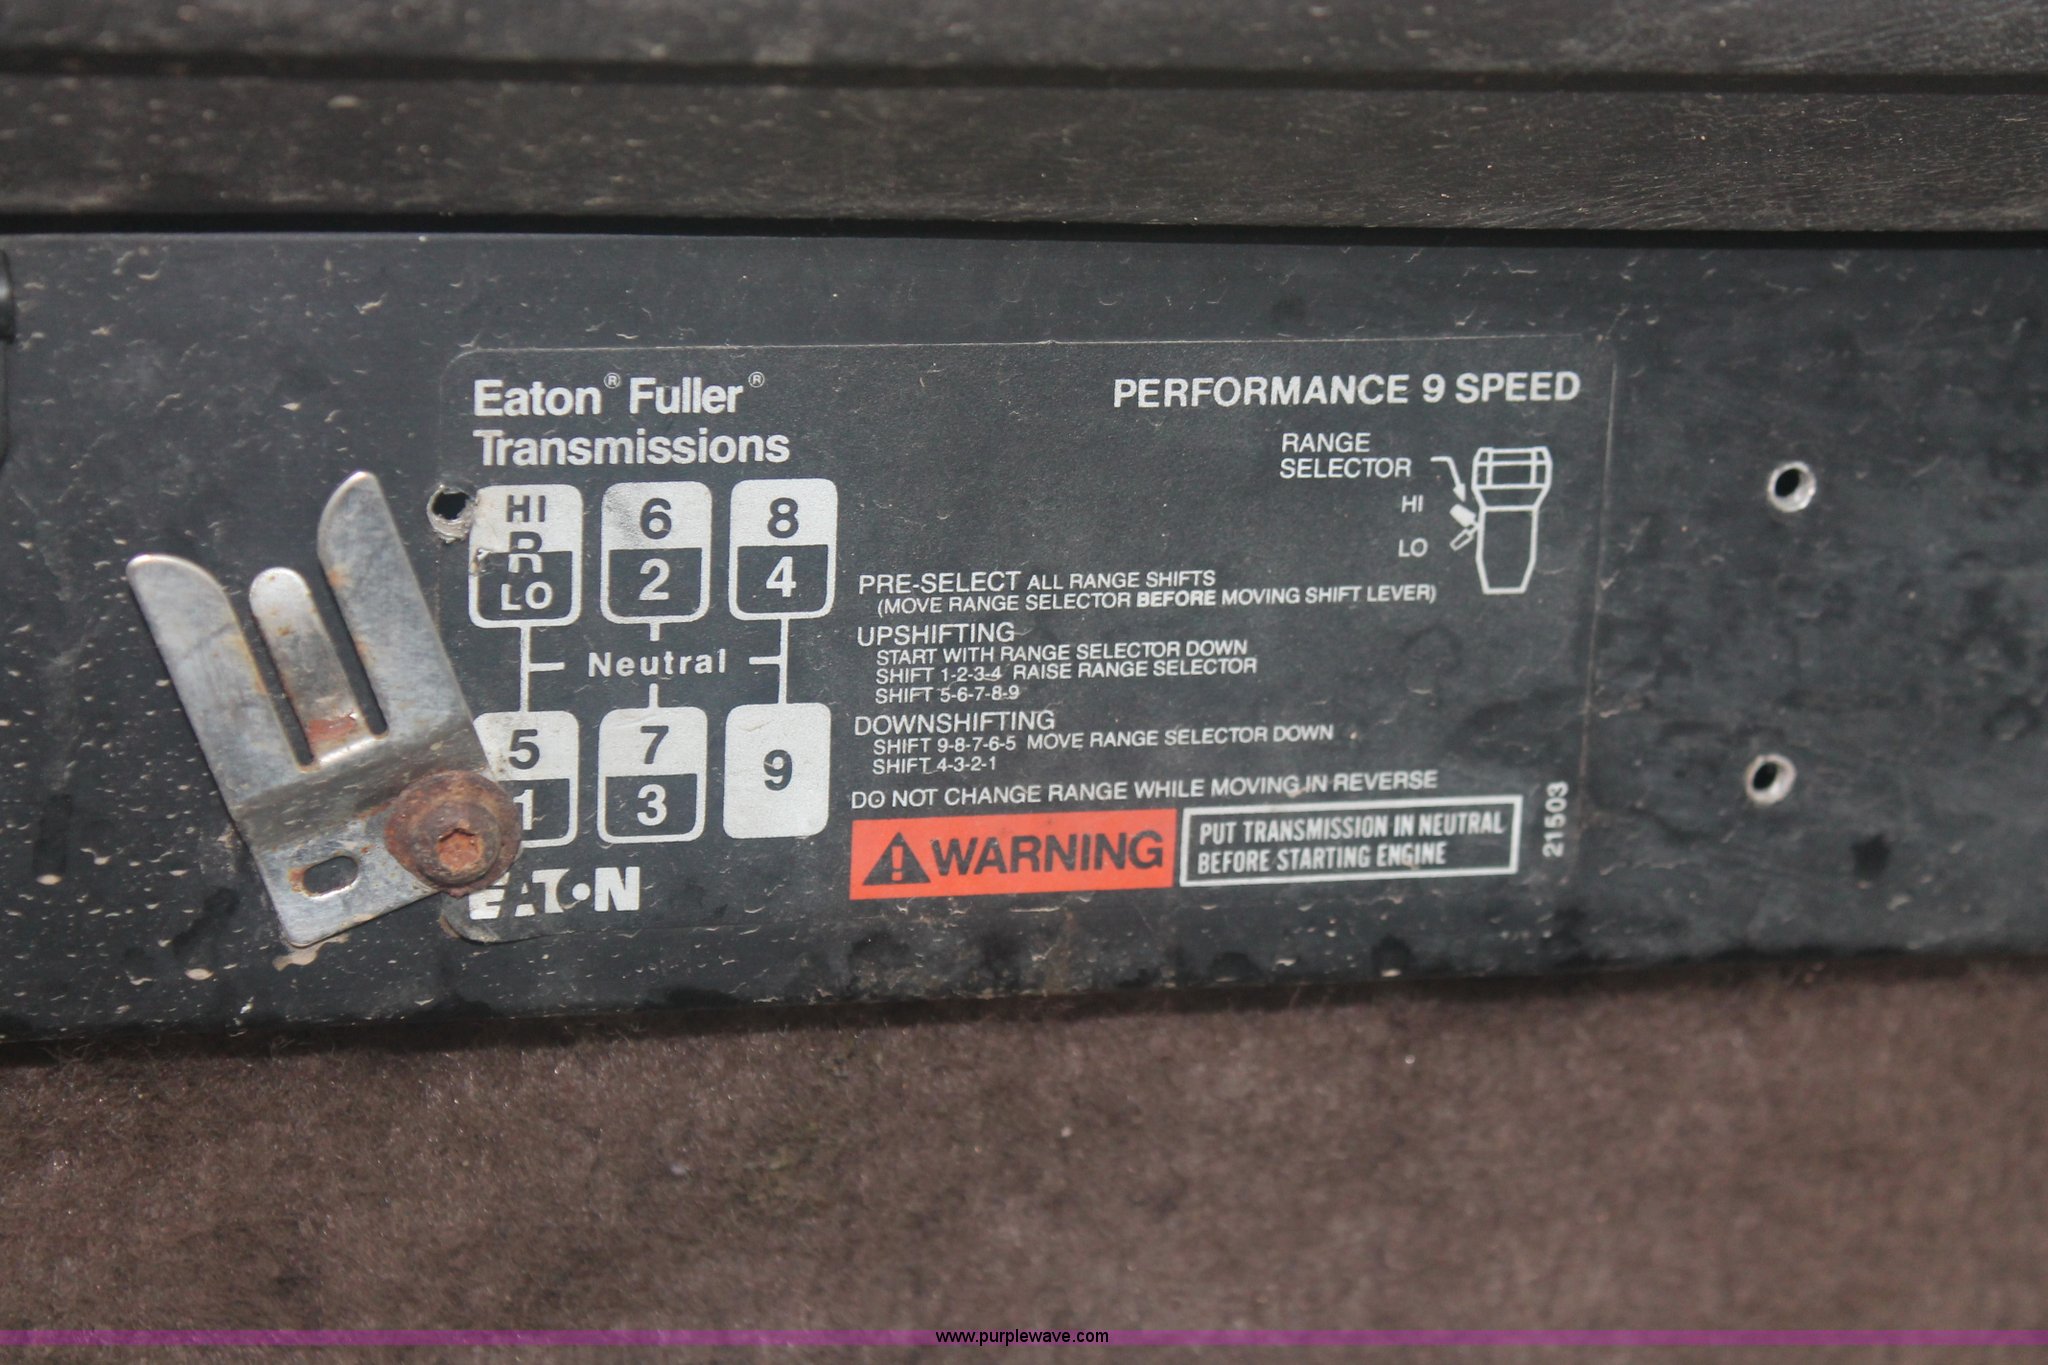 Eaton® Fuller®
Transmissions
PERFORMANCE 9 SPEED
RANGE
SELECTOR
HI
LO
HI
R
LO
6
2
8
4
Neutral
5
1
7
3
9
PRE-SELECT ALL RANGE SHIFTS
(MOVE RANGE SELECTOR BEFORE MOVING SHIFT LEVER)
UPSHIFTING
START WITH RANGE SELECTOR DOWN
SHIFT 1-2-3-4 RAISE RANGE SELECTOR
SHIFT 5-6-7-8-9
DOWNSHIFTING
SHIFT 9-8-7-6-5 MOVE RANGE SELECTOR DOWN
SHIFT 4-3-2-1
DO NOT CHANGE RANGE WHILE MOVING IN REVERSE
WARNING
PUT TRANSMISSION IN NEUTRAL
BEFORE STARTING ENGINE
21503
EATON
www.purplewave.com